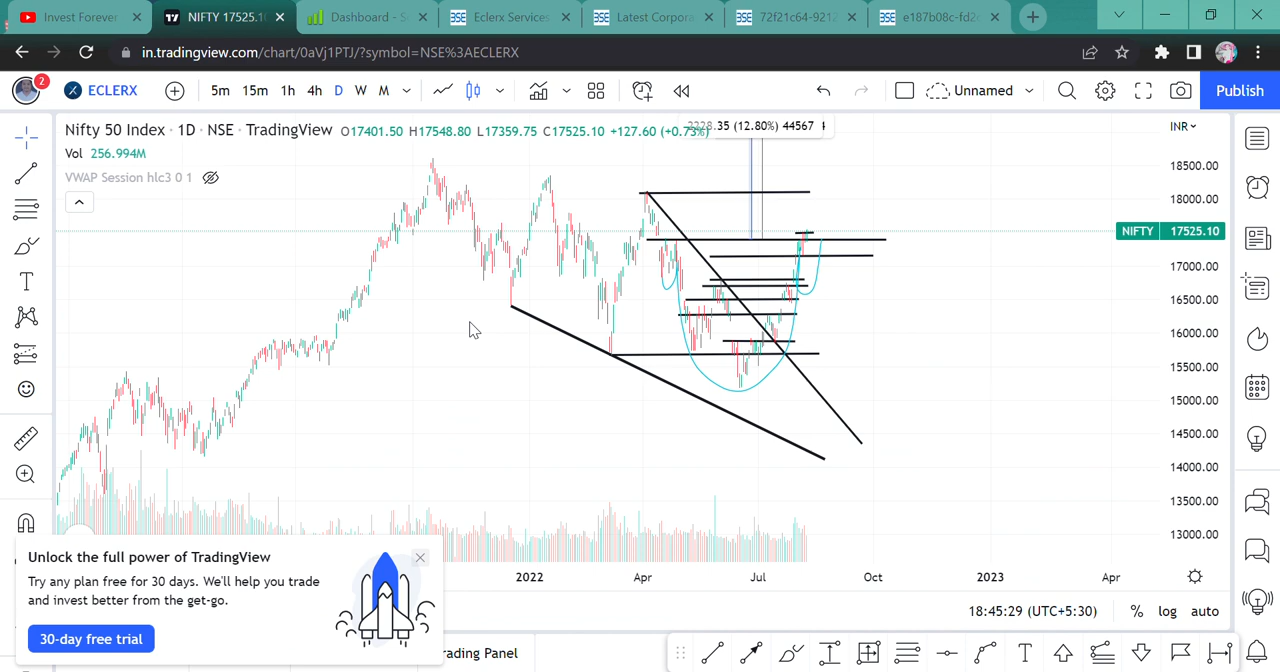 Invest Forever
NIFTY 17525.1
Dashboard - S
Eclerx Services
Latest Corpora
72f21c64-921
e187b08c-fd2
in.tradingview.com/chart/0aVj1PTJ/?symbol=NSE%3AECLERX
2
ECLERX
5m 15m 1h 4h D W M
Unnamed
Publish
Nifty 50 Index · 1D · NSE · TradingView O17401.50 H17548.80 L17359.75 C17525.10 +127.60 (+0.73%)
(12.80%) 44567
INR
Vol 256.994M
VWAP Session hlc3 0 1
18500.00
18000.00
NIFTY 17525.10
17000.00
16500.00
16000.00
15500.00
15000.00
14500.00
14000.00
13500.00
13000.00
2022 Apr Jul Oct 2023 Apr
Unlock the full power of TradingView
Try any plan free for 30 days. We'll help you trade
and invest better from the get-go.
30-day free trial
18:45:29 (UTC+5:30) % log auto
rading Panel